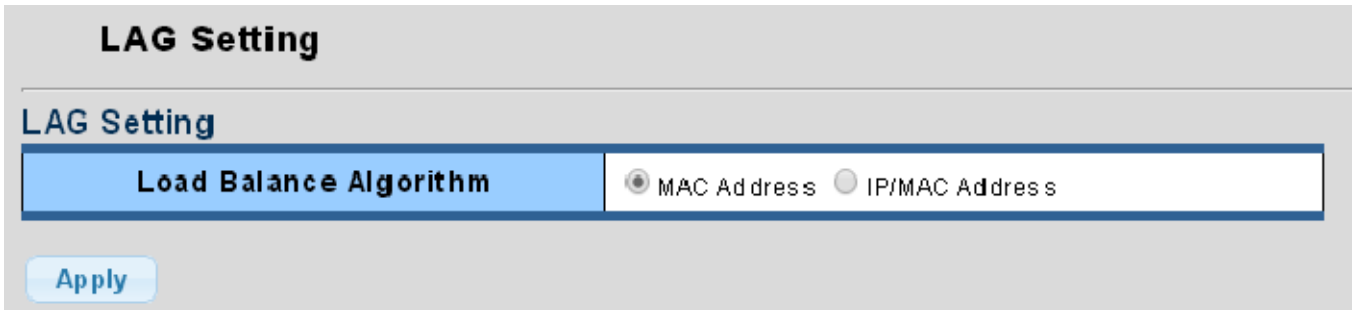 LAG Setting
LAG Setting
Load Balance Algorithm MAC Address IP/MAC Address
Apply